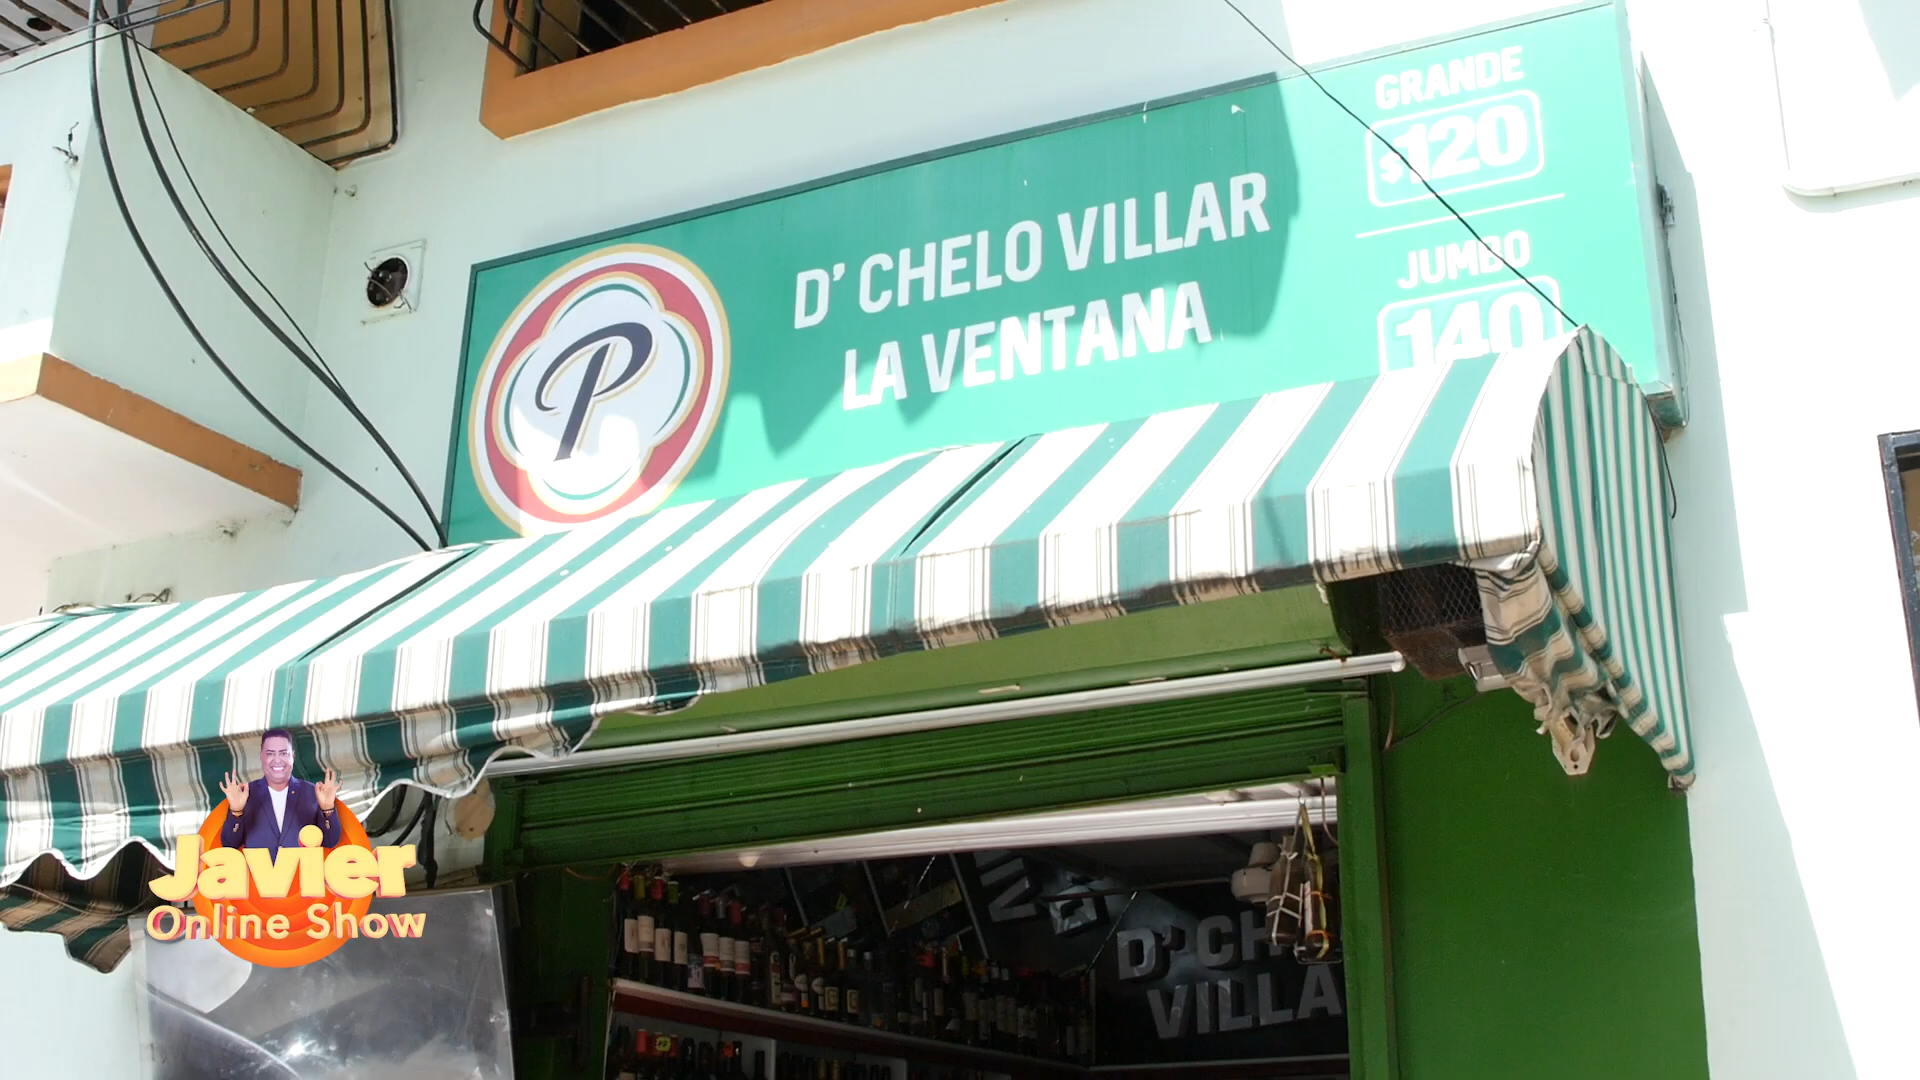 GRANDE
$120
JUMBO
140
D' CHELO VILLAR
LA VENTANA
P
Javier
Online Show
D' CH
VILLA